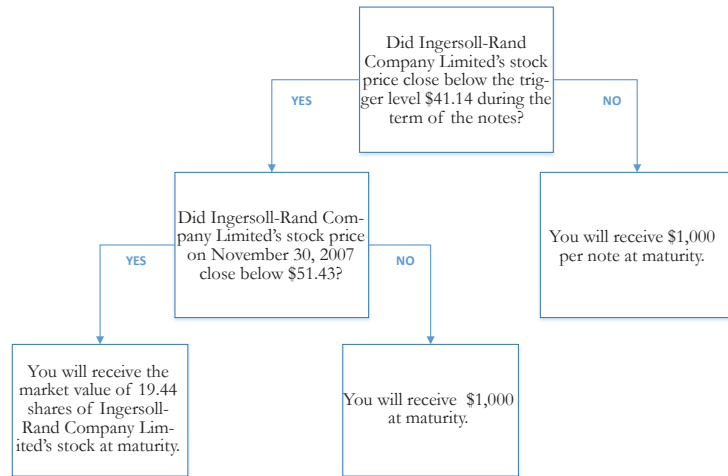 Did Ingersoll-Rand
Company Limited's stock
price close below the trig-
ger level $41.14 during the
term of the notes?
YES
NO
Did Ingersoll-Rand Com-
pany Limited's stock price
on November 30, 2007
close below $51.43?
You will receive $1,000
per note at maturity.
YES
NO
You will receive the
market value of 19.44
shares of Ingersoll-
Rand Company Lim-
ited's stock at maturity.
You will receive $1,000
at maturity.